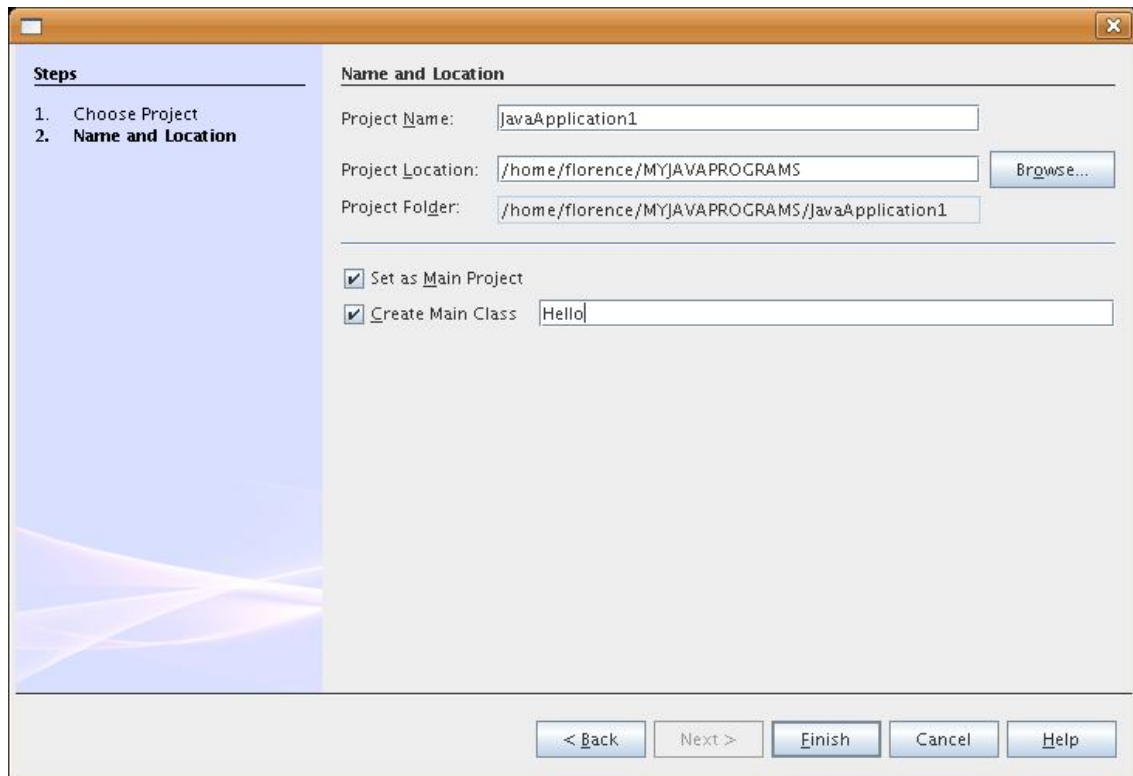 Steps
1. Choose Project
2. Name and Location
Name and Location
Project Name: JavaApplication1
Project Location: /home/florence/MYJAVAPROGRAMS Browse...
Project Folder: /home/florence/MYJAVAPROGRAMS/JavaApplication1
Set as Main Project
Create Main Class Hello
< Back Next > Finish Cancel Help